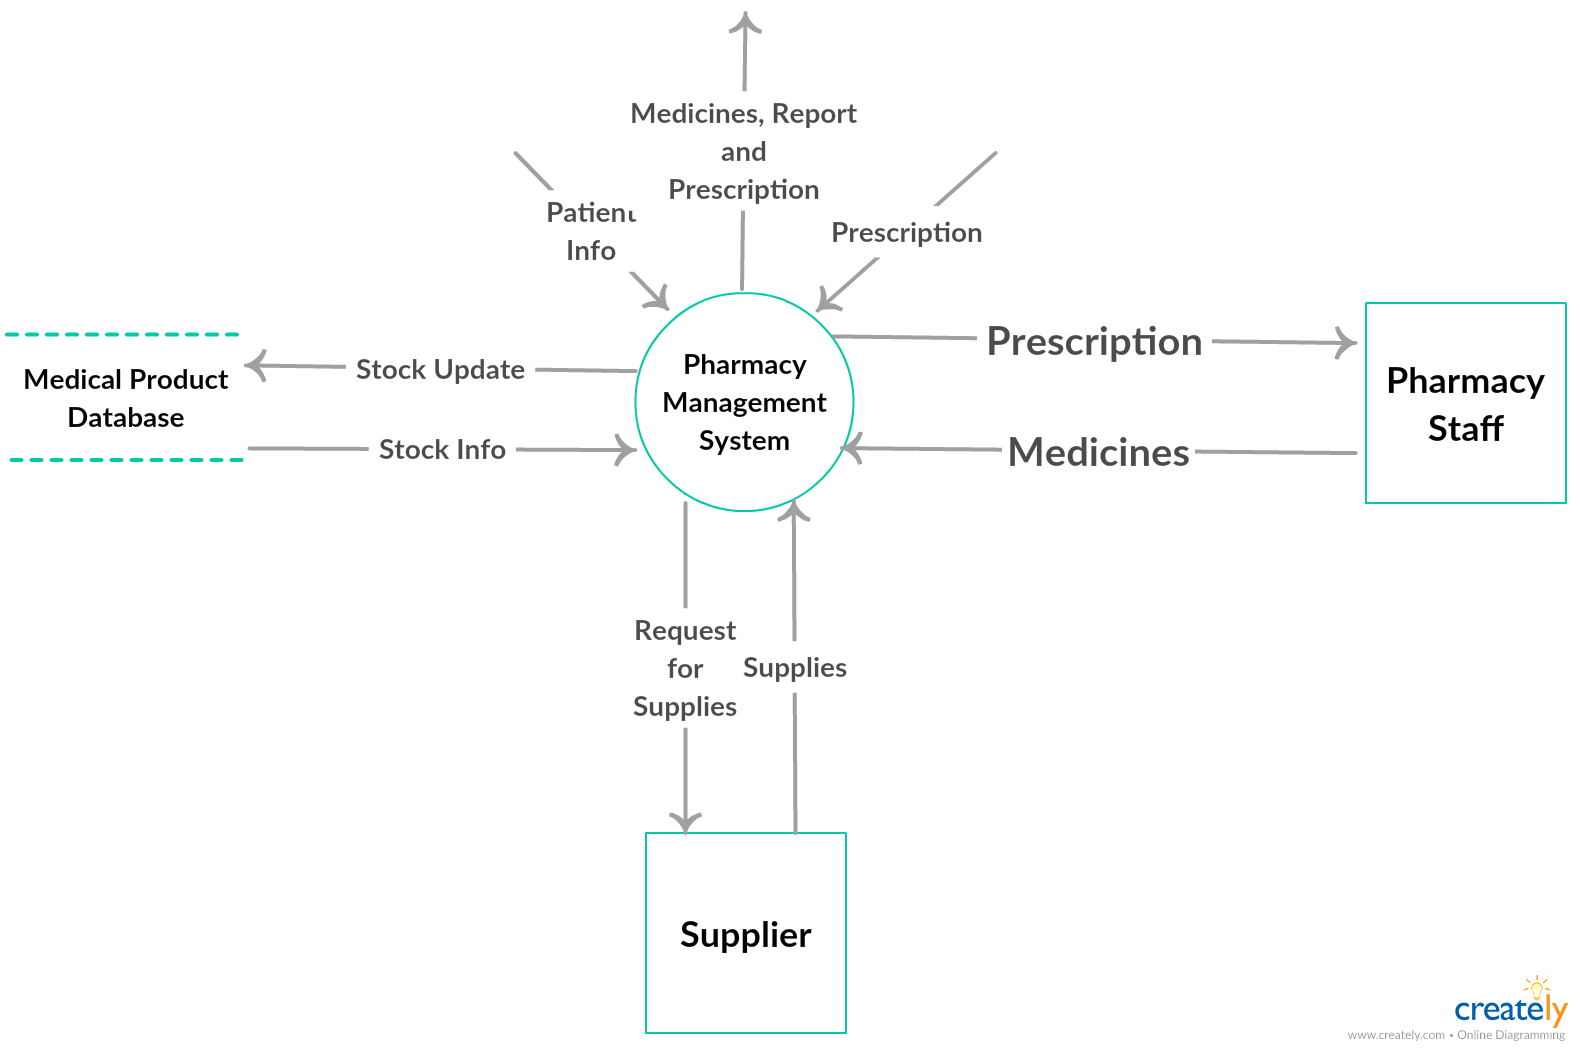 Medicines, Report
and
Prescription
Patient
Info
Prescription
Prescription
Pharmacy
Management
System
Stock Update
Medical Product
Database
Stock Info
Pharmacy
Staff
Medicines
Request
for
Supplies
Supplies
Supplier
creately
www.creately.com • Online Diagramming